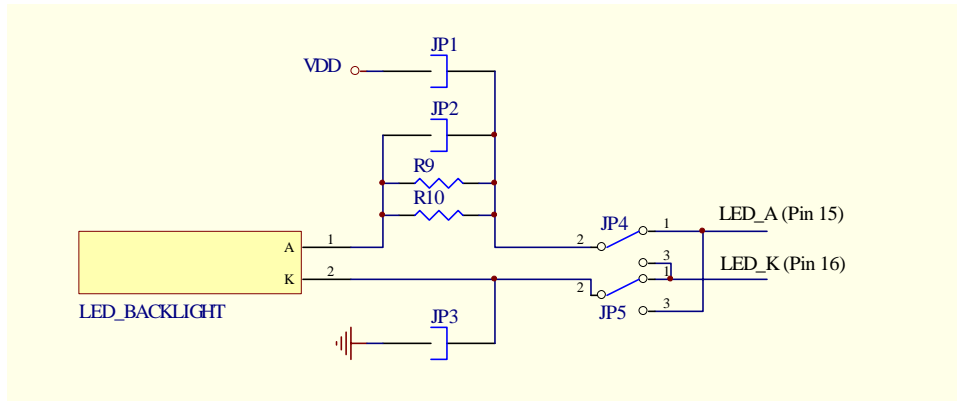 JP1
VDD
JP2
R9
R10
LED_A (Pin 15)
JP4
1
2
A
1
3
LED_K (Pin 16)
K
2
1
2
LED_BACKLIGHT
JP5
3
JP3